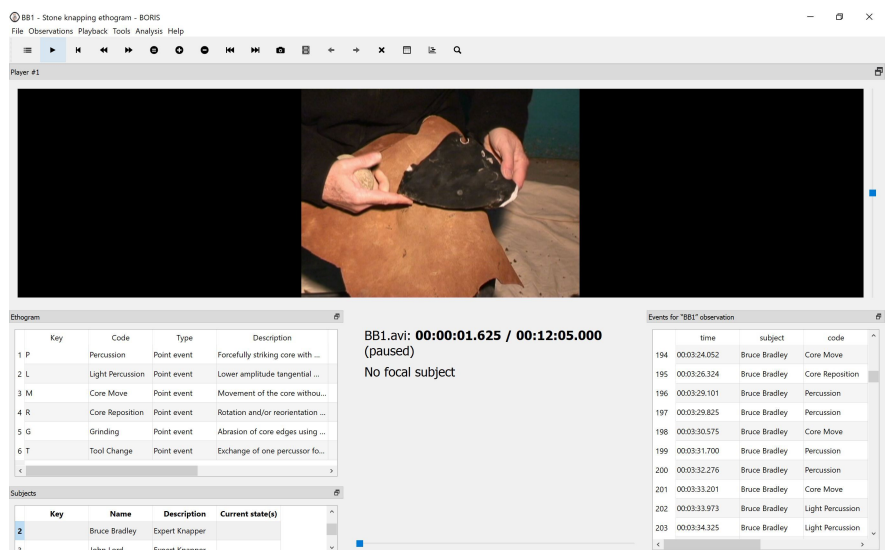 BB1 - Stone knapping ethogram - BORIS
File Observations Playback Tools Analysis Help
Player #1
Ethogram
Key Code Type Description
1 P Percussion Point event Forcefully striking core with ...
2 L Light Percussion Point event Lower amplitude tangential ...
3 M Core Move Point event Movement of the core withou...
4 R Core Reposition Point event Rotation and/or reorientation ...
5 G Grinding Point event Abrasion of core edges using ...
6 T Tool Change Point event Exchange of one percussor fo...
Subjects
Key Name Description Current state(s)
2 Bruce Bradley Expert Knapper
3 John Lord Expert Knapper
BB1.avi: 00:00:01.625 / 00:12:05.000
(paused)
No focal subject
Events for "BB1" observation
time subject code
194 00:03:24.052 Bruce Bradley Core Move
195 00:03:26.324 Bruce Bradley Core Reposition
196 00:03:29.101 Bruce Bradley Percussion
197 00:03:29.825 Bruce Bradley Percussion
198 00:03:30.575 Bruce Bradley Core Move
199 00:03:31.700 Bruce Bradley Percussion
200 00:03:32.276 Bruce Bradley Percussion
201 00:03:33.201 Bruce Bradley Core Move
202 00:03:33.973 Bruce Bradley Light Percussion
203 00:03:34.325 Bruce Bradley Light Percussion